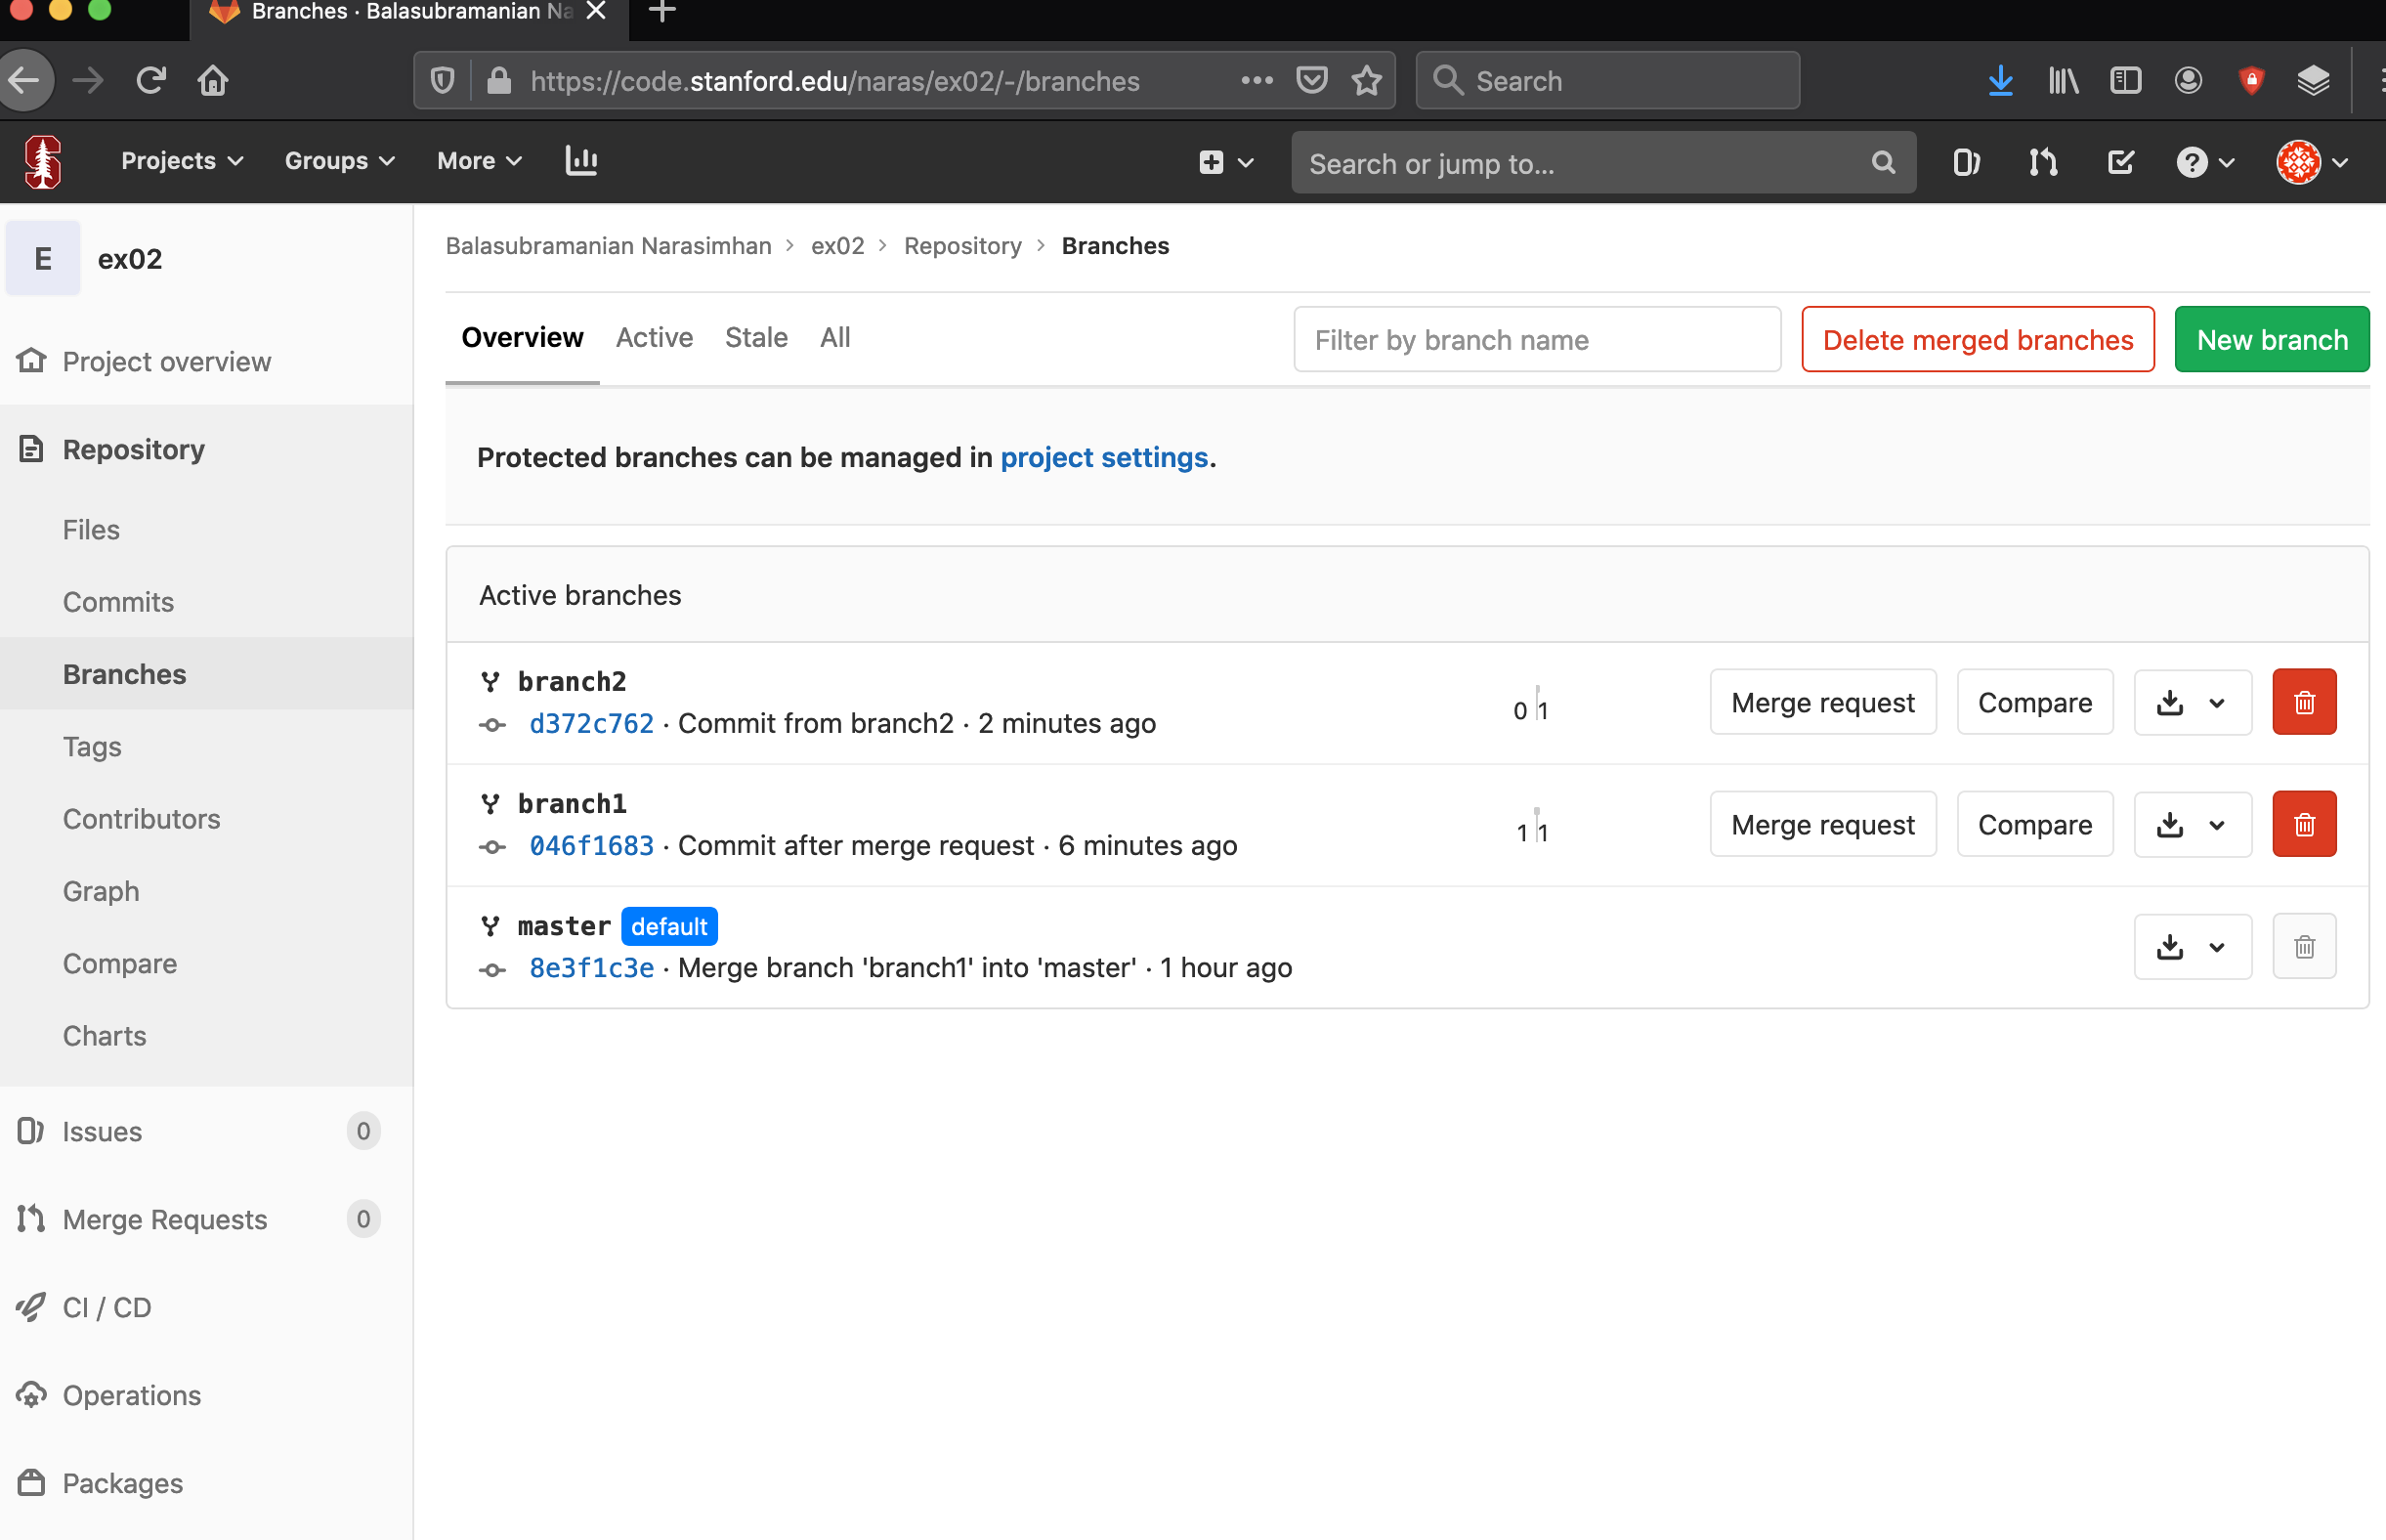 Branches · Balasubramanian Na
https://code.stanford.edu/naras/ex02/-/branches
Search
Projects
Groups
More
Search or jump to...
E
ex02
Balasubramanian Narasimhan > ex02 > Repository > Branches
Overview
Active
Stale
All
Filter by branch name
Delete merged branches
New branch
Protected branches can be managed in project settings.
Project overview
Repository
Files
Commits
Branches
Tags
Contributors
Graph
Compare
Charts
Issues 0
Merge Requests 0
CI / CD
Operations
Packages
Active branches
branch2
d372c762 · Commit from branch2 · 2 minutes ago
0 1
Merge request
Compare
branch1
046f1683 · Commit after merge request · 6 minutes ago
1 1
Merge request
Compare
master default
8e3f1c3e · Merge branch 'branch1' into 'master' · 1 hour ago